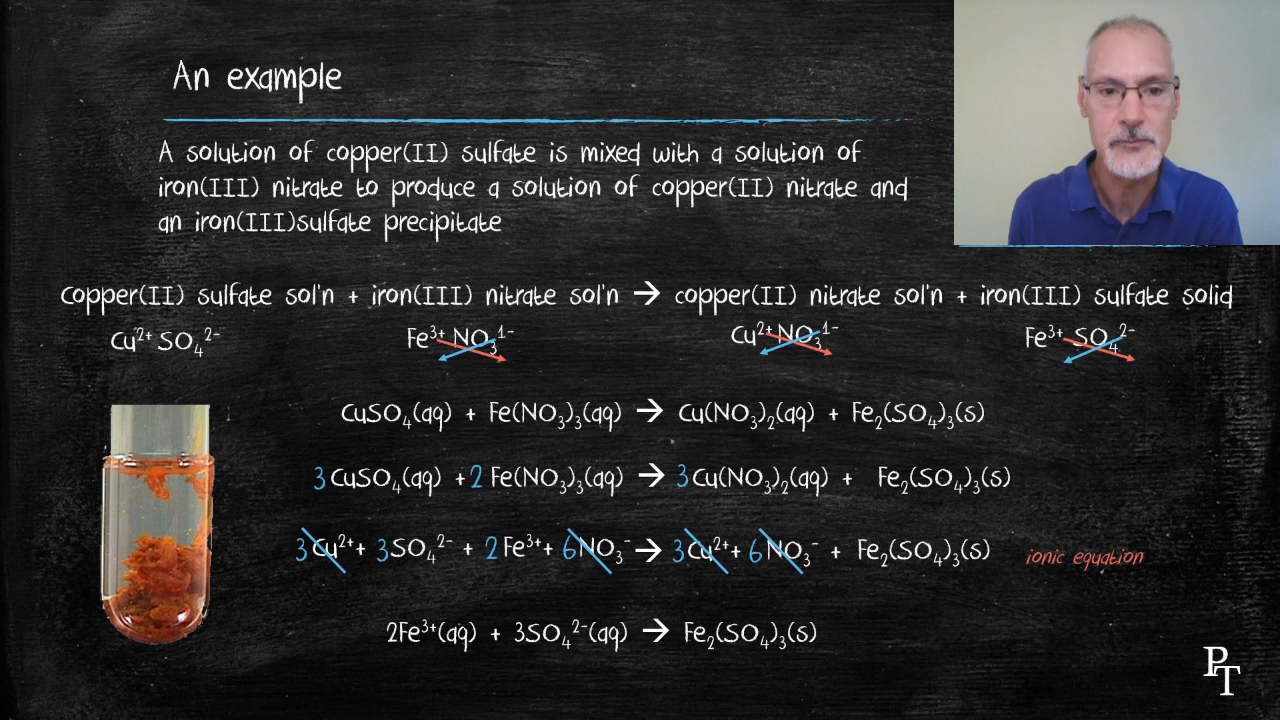 An example
A solution of copper(II) sulfate is mixed with a solution of
iron(III) nitrate to produce a solution of copper(II) nitrate and
an iron(III)sulfate precipitate
copper(II) sulfate sol'n + iron(III) nitrate sol'n → copper(II) nitrate sol'n + iron(III) sulfate solid
Cu²⁺ SO₄²⁻ Fe³⁺ NO₃¹⁻ Cu²⁺ NO₃¹⁻ Fe³⁺ SO₄²⁻
CuSO₄(aq) + Fe(NO₃)₃(aq) → Cu(NO₃)₂(aq) + Fe₂(SO₄)₃(s)
3CuSO₄(aq) + 2Fe(NO₃)₃(aq) → 3Cu(NO₃)₂(aq) + Fe₂(SO₄)₃(s)
3Cu²⁺ + 3SO₄²⁻ + 2Fe³⁺ + 6NO₃⁻ → 3Cu²⁺ + 6NO₃⁻ + Fe₂(SO₄)₃(s) ionic equation
2Fe³⁺(aq) + 3SO₄²⁻(aq) → Fe₂(SO₄)₃(s)
PT